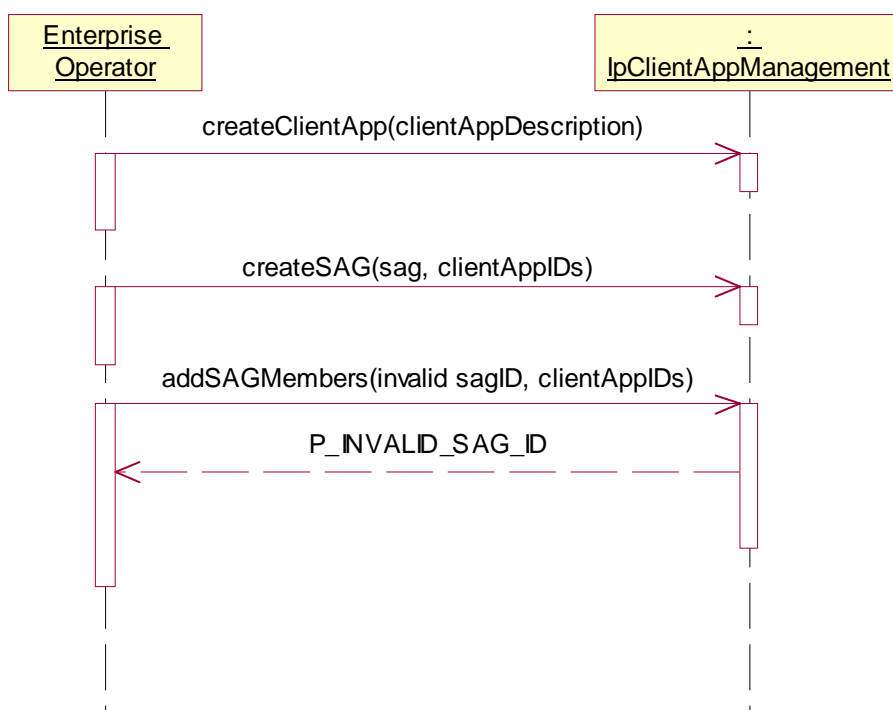 Enterprise
Operator
:
IpClientAppManagement
createClientApp(clientAppDescription)
createSAG(sag, clientAppIDs)
addSAGMembers(invalid sagID, clientAppIDs)
P_INVALID_SAG_ID